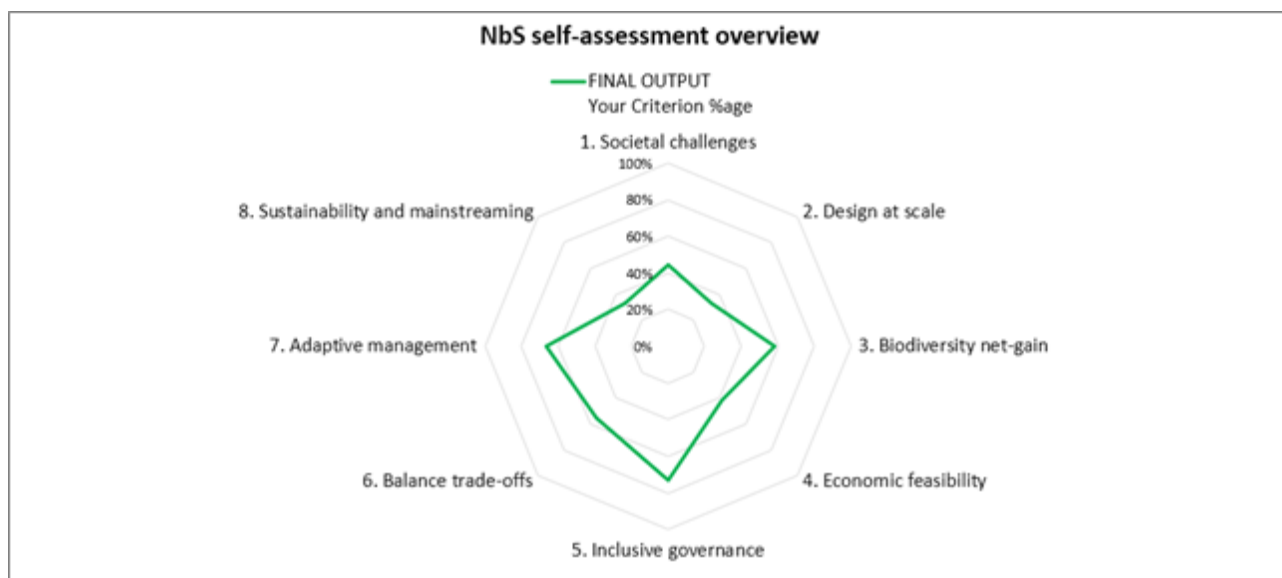 NbS self-assessment overview
FINAL OUTPUT
Your Criterion %age
1. Societal challenges
100%
8. Sustainability and mainstreaming
2. Design at scale
80%
60%
40%
20%
7. Adaptive management
0%
3. Biodiversity net-gain
6. Balance trade-offs
4. Economic feasibility
5. Inclusive governance